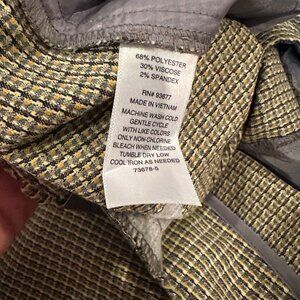 68% POLYESTER
30% VISCOSE
2% SPANDEX
RN# 93677
MADE IN VIETNAM
MACHINE WASH COLD
GENTLE CYCLE
WITH LIKE COLORS
ONLY NON-CHLORINE
BLEACH WHEN NEEDED
TUMBLE DRY LOW
COOL IRON AS NEEDED
73678-5